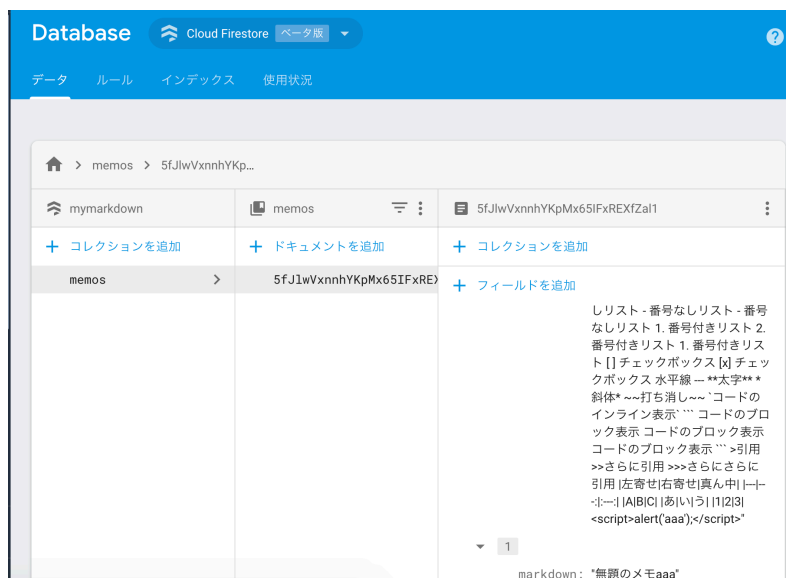 Database Cloud Firestore ベータ版
データ ルール インデックス 使用状況
memos 5fJlwVxnnhYKp...
mymarkdown memos 5fJlwVxnnhYKpMx65IFxREXfZal1
コレクションを追加 ドキュメントを追加 コレクションを追加
memos 5fJlwVxnnhYKpMx65IFxREX
フィールドを追加
しリスト - 番号なしリスト - 番号
なしリスト 1. 番号付きリスト 2.
番号付きリスト 1. 番号付きリス
ト [ ] チェックボックス [x] チェッ
クボックス 水平線 --- **太字** *
斜体* ~~打ち消し~~ `コードの
インライン表示` ``` コードのブロ
ック表示 コードのブロック表示
コードのブロック表示 ``` >引用
>>さらに引用 >>>さらにさらに
引用 |左寄せ|右寄せ|真ん中| |---|--
-:|:---:| |A|B|C| |あ|い|う| |1|2|3|
<script>alert('aaa');</script>"
1
markdown: "無題のメモaaa"